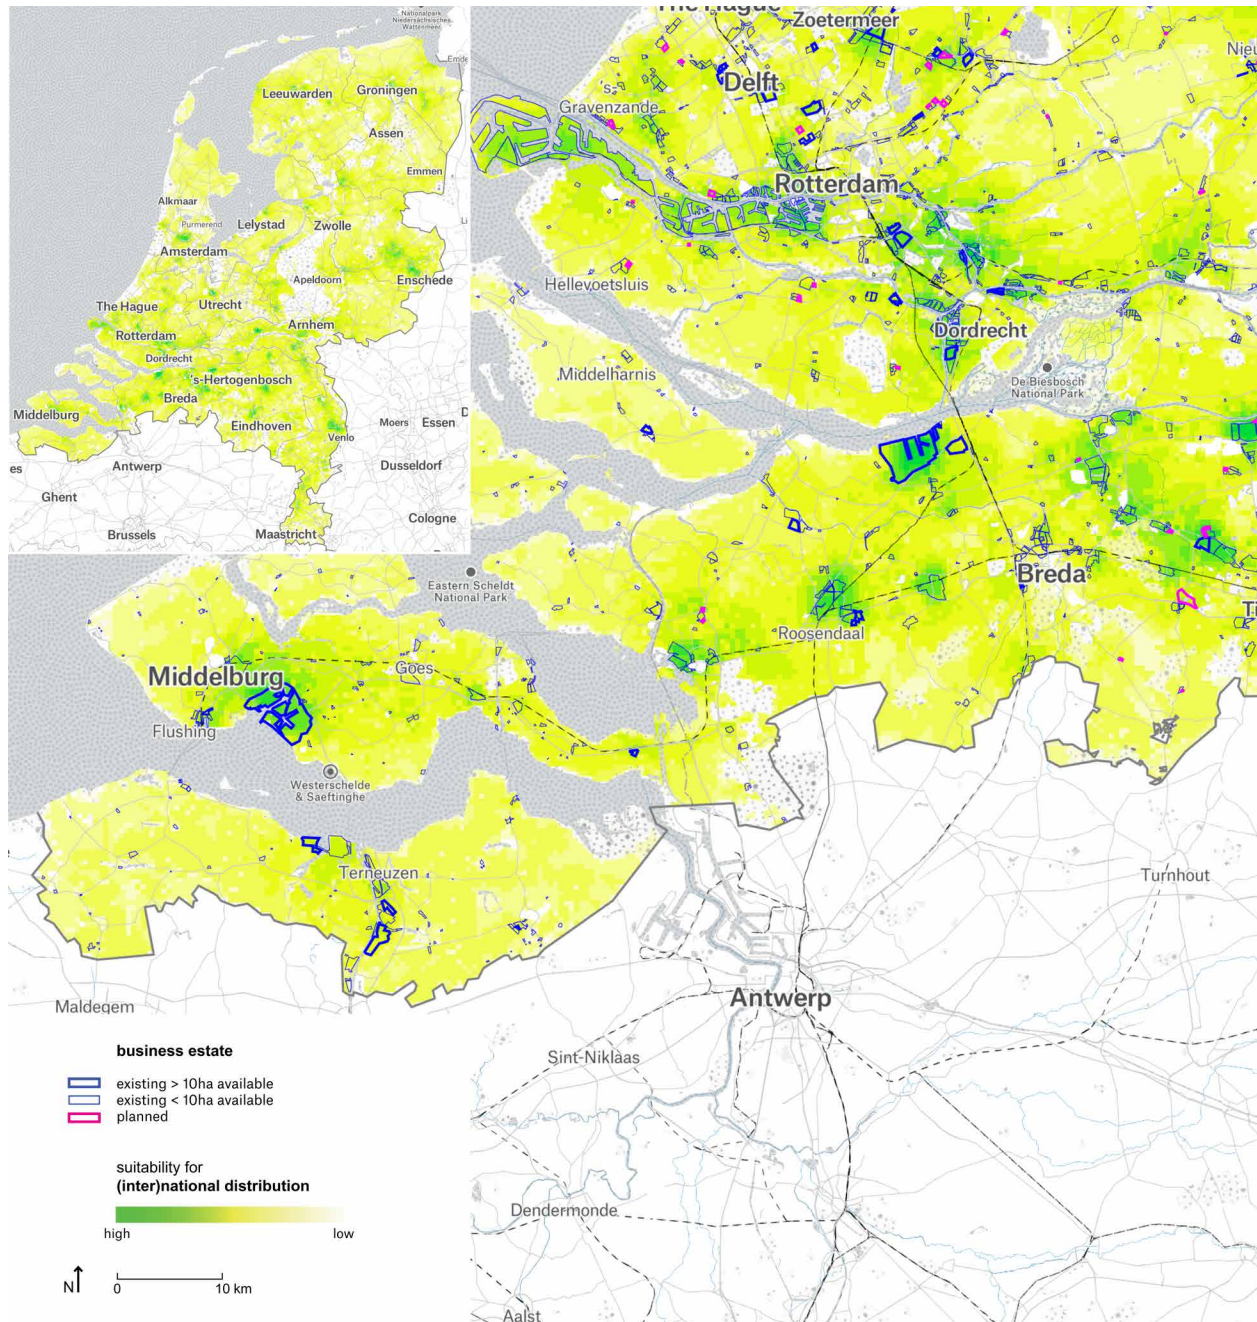 Nationalpark
Niedersächsisches
Wattenmeer
Leeuwarden
Groningen
Assen
Emmen
Alkmaar
Purmerend
Lelystad
Zwolle
Amsterdam
Apeldoorn
Enschede
The Hague
Utrecht
Arnhem
Rotterdam
Dordrecht
's-Hertogenbosch
Breda
Middelburg
Eindhoven
Venlo
Moers
Essen
Dusseldorf
Antwerp
Ghent
Brussels
Cologne
Maastricht
The Hague
Zoetermeer
Delft
's-
Gravenzande
Rotterdam
Hellevoetsluis
Dordrecht
Middelharnis
De Biesbosch
National Park
Eastern Scheldt
National Park
Breda
Roosendaal
Middelburg
Goes
Flushing
Westerschelde
& Saeftinghe
Terneuzen
Turnhout
Maldegem
Antwerp
Sint-Niklaas
Dendermonde
Aalst
business estate
existing > 10ha available
existing < 10ha available
planned
suitability for
(inter)national distribution
high low
N
0 10 km